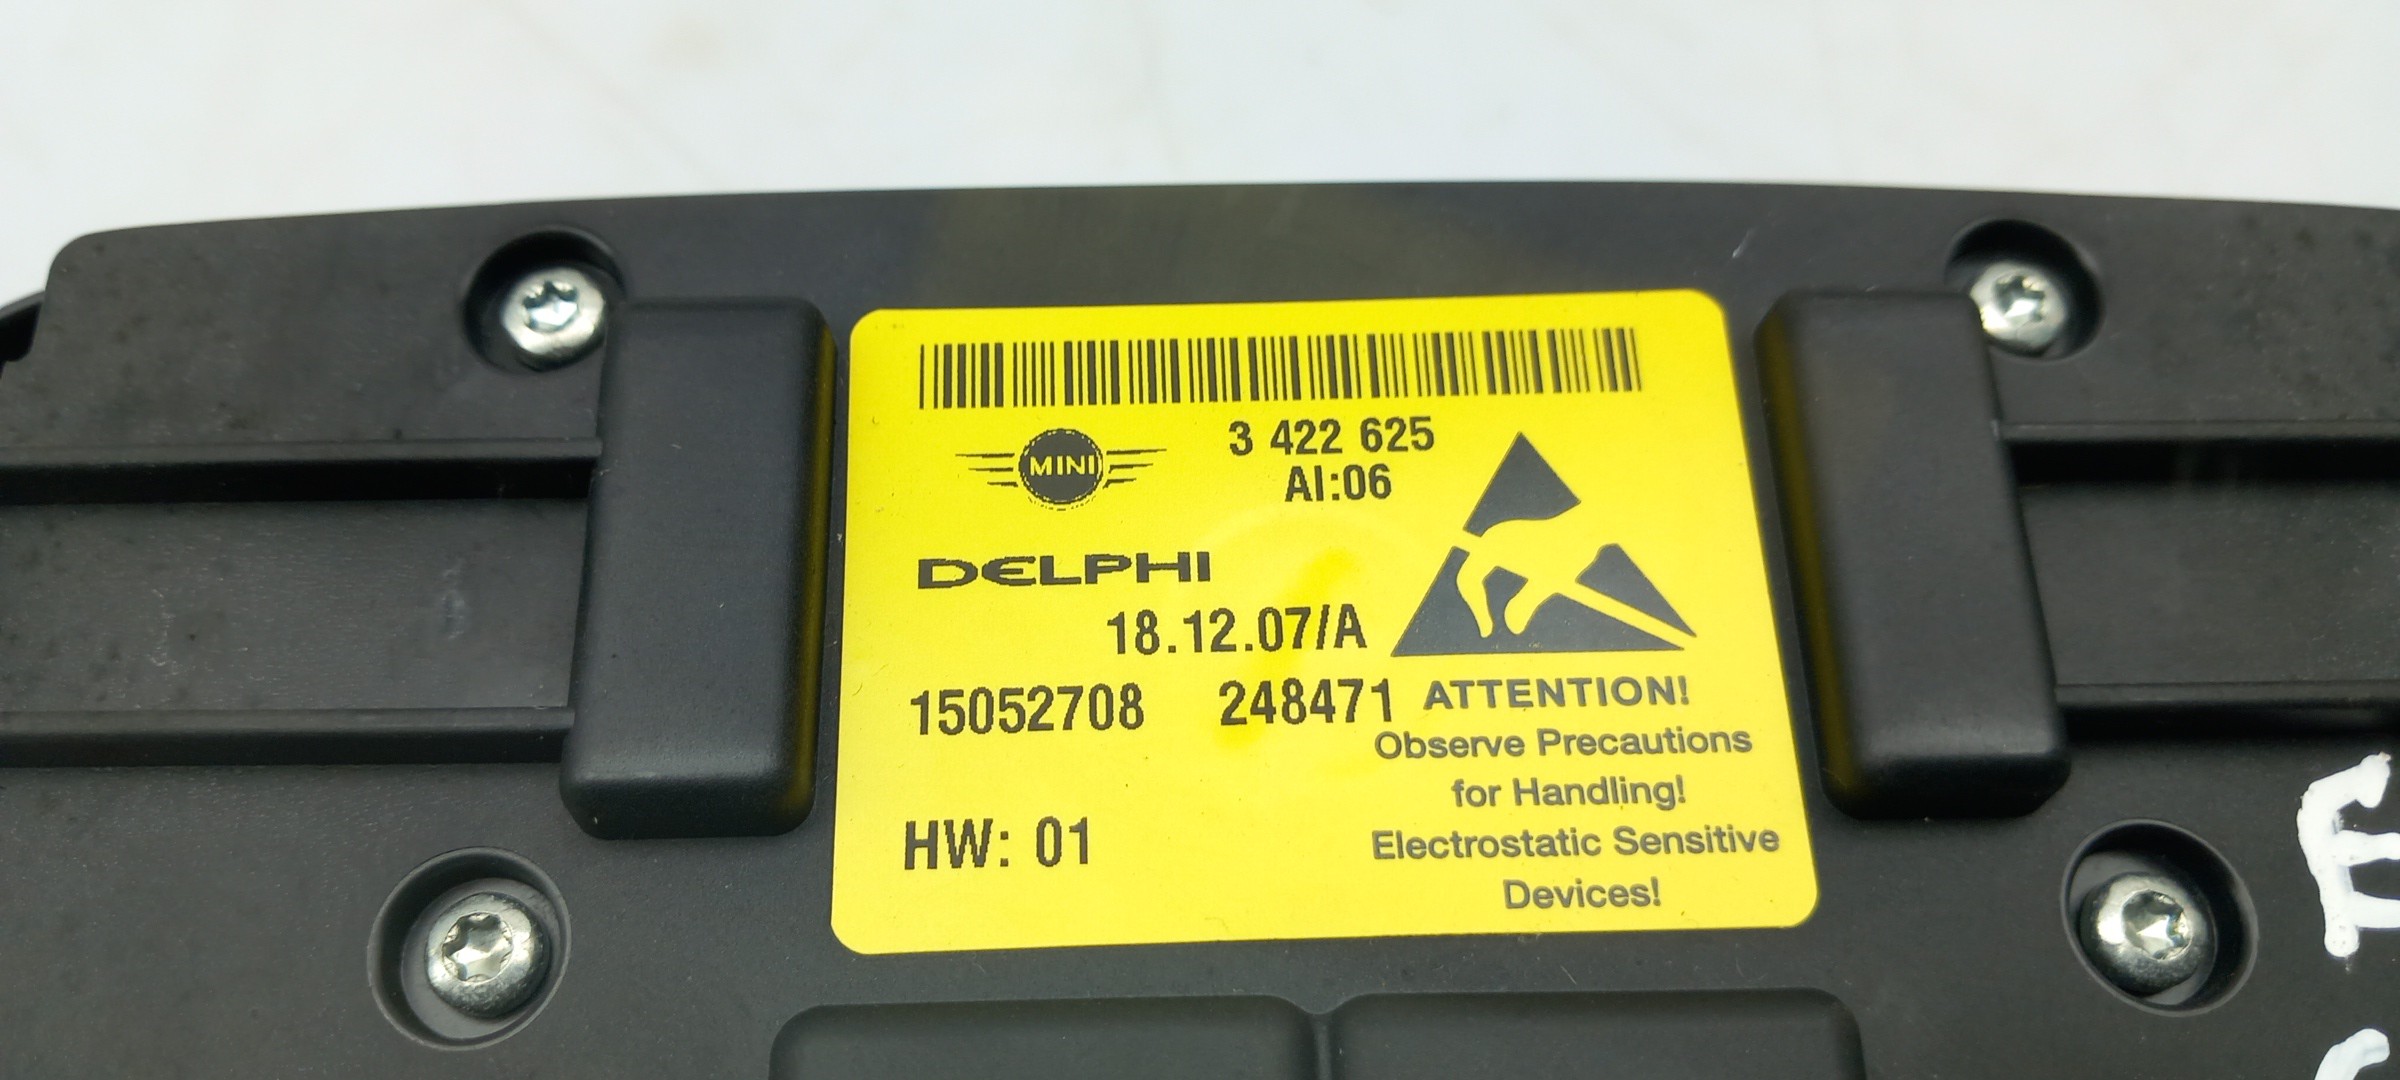 3 422 625
AI:06
MINI
DELPHI
18.12.07/A
15052708 248471
HW: 01
ATTENTION!
Observe Precautions
for Handling!
Electrostatic Sensitive
Devices!